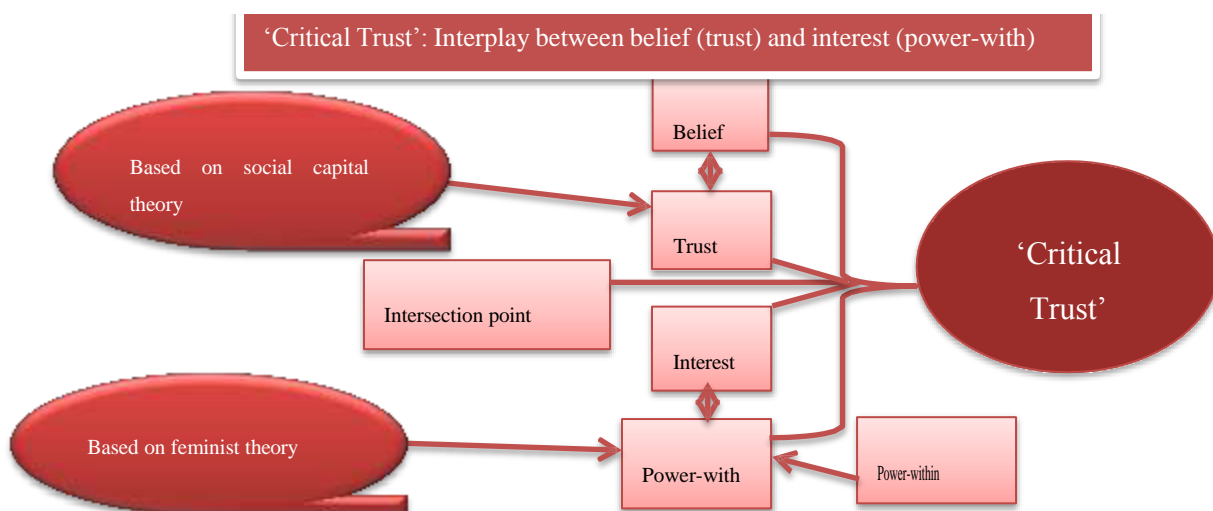 ‘Critical Trust’: Interplay between belief (trust) and interest (power-with)
Belief
Based on social capital
theory
Trust
‘Critical
Trust’
Intersection point
Interest
Based on feminist theory
Power-with
Power-within